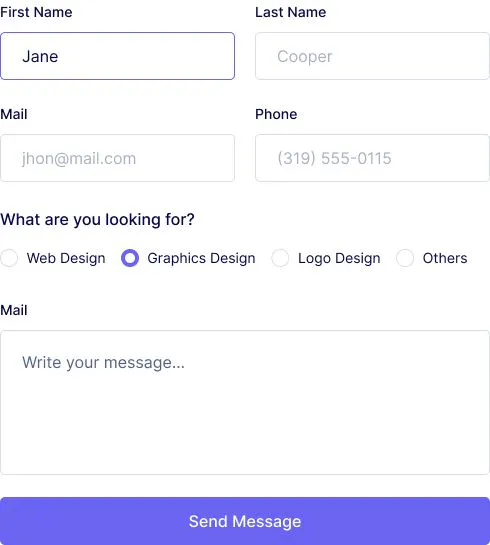 First Name Last Name
Jane Cooper
Mail Phone
jhon@mail.com (319) 555-0115
What are you looking for?
Web Design Graphics Design Logo Design Others
Mail
Write your message...
Send Message